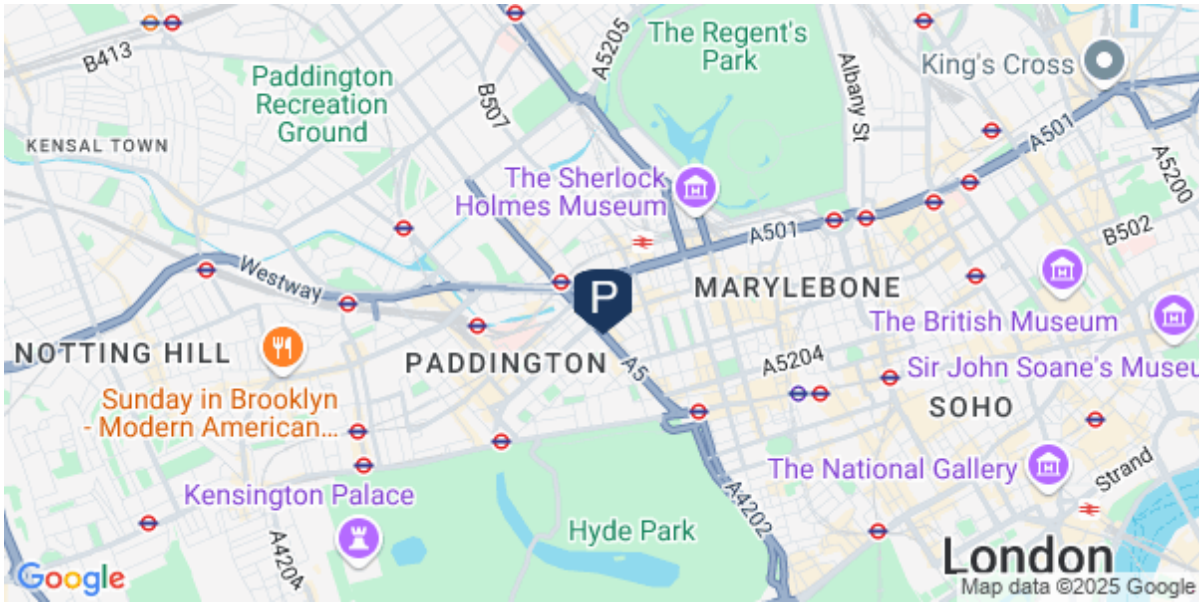 B413
Paddington
Recreation
Ground
B507
A5205
The Regent's
Park
Albany St
King's Cross
A501
A5200
KENSAL TOWN
The Sherlock
Holmes Museum
A501
B502
Westway
P
MARYLEBONE
The British Museum
NOTTING HILL
PADDINGTON
A5
A5204
Sir John Soane's Museu
Sunday in Brooklyn
- Modern American...
SOHO
Kensington Palace
The National Gallery
Strand
A4204
Hyde Park
A4202
London
Google
Map data ©2025 Google